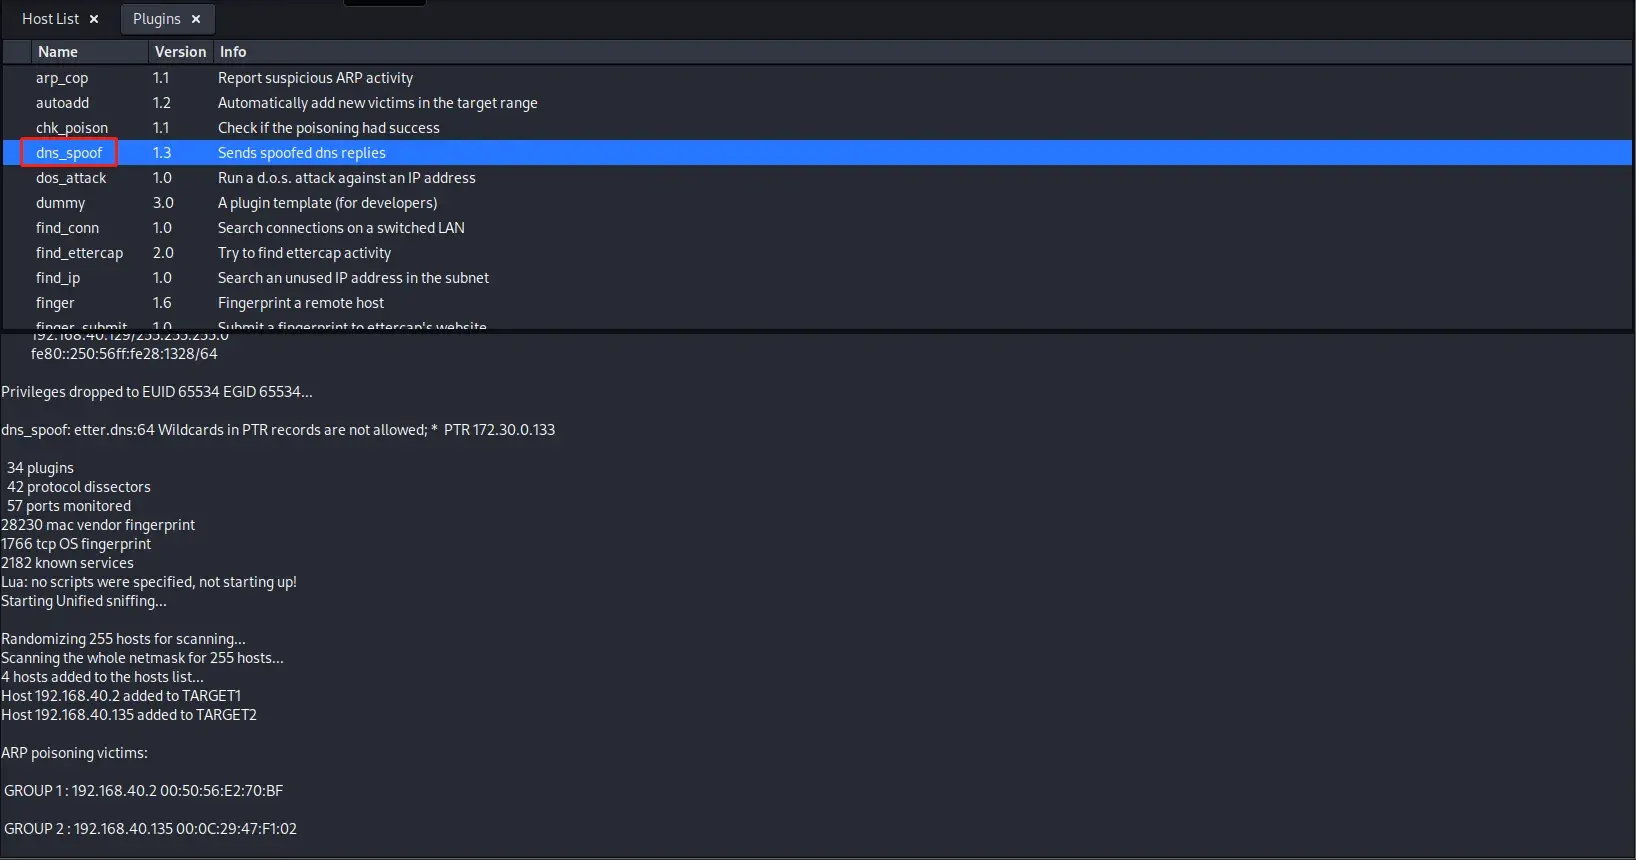 Host List × Plugins ×
Name Version Info
arp_cop 1.1 Report suspicious ARP activity
autoadd 1.2 Automatically add new victims in the target range
chk_poison 1.1 Check if the poisoning had success
dns_spoof 1.3 Sends spoofed dns replies
dos_attack 1.0 Run a d.o.s. attack against an IP address
dummy 3.0 A plugin template (for developers)
find_conn 1.0 Search connections on a switched LAN
find_ettercap 2.0 Try to find ettercap activity
find_ip 1.0 Search an unused IP address in the subnet
finger 1.6 Fingerprint a remote host
finger_submit 1.0 Submit a fingerprint to ettercap's website
192.168.40.129/255.255.255.0
fe80::250:56ff:fe28:1328/64
Privileges dropped to EUID 65534 EGID 65534...
dns_spoof: etter.dns:64 Wildcards in PTR records are not allowed; * PTR 172.30.0.133
34 plugins
42 protocol dissectors
57 ports monitored
28230 mac vendor fingerprint
1766 tcp OS fingerprint
2182 known services
Lua: no scripts were specified, not starting up!
Starting Unified sniffing...
Randomizing 255 hosts for scanning...
Scanning the whole netmask for 255 hosts...
4 hosts added to the hosts list...
Host 192.168.40.2 added to TARGET1
Host 192.168.40.135 added to TARGET2
ARP poisoning victims:
GROUP 1 : 192.168.40.2 00:50:56:E2:70:BF
GROUP 2 : 192.168.40.135 00:0C:29:47:F1:02